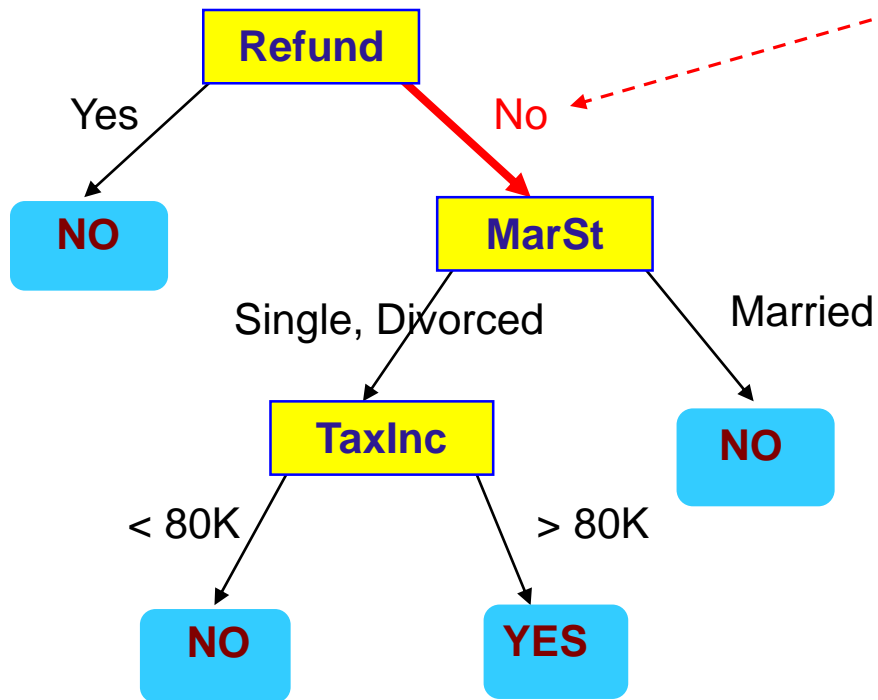 Refund
Yes
No
NO
MarSt
Single, Divorced
Married
TaxInc
NO
< 80K
> 80K
NO
YES